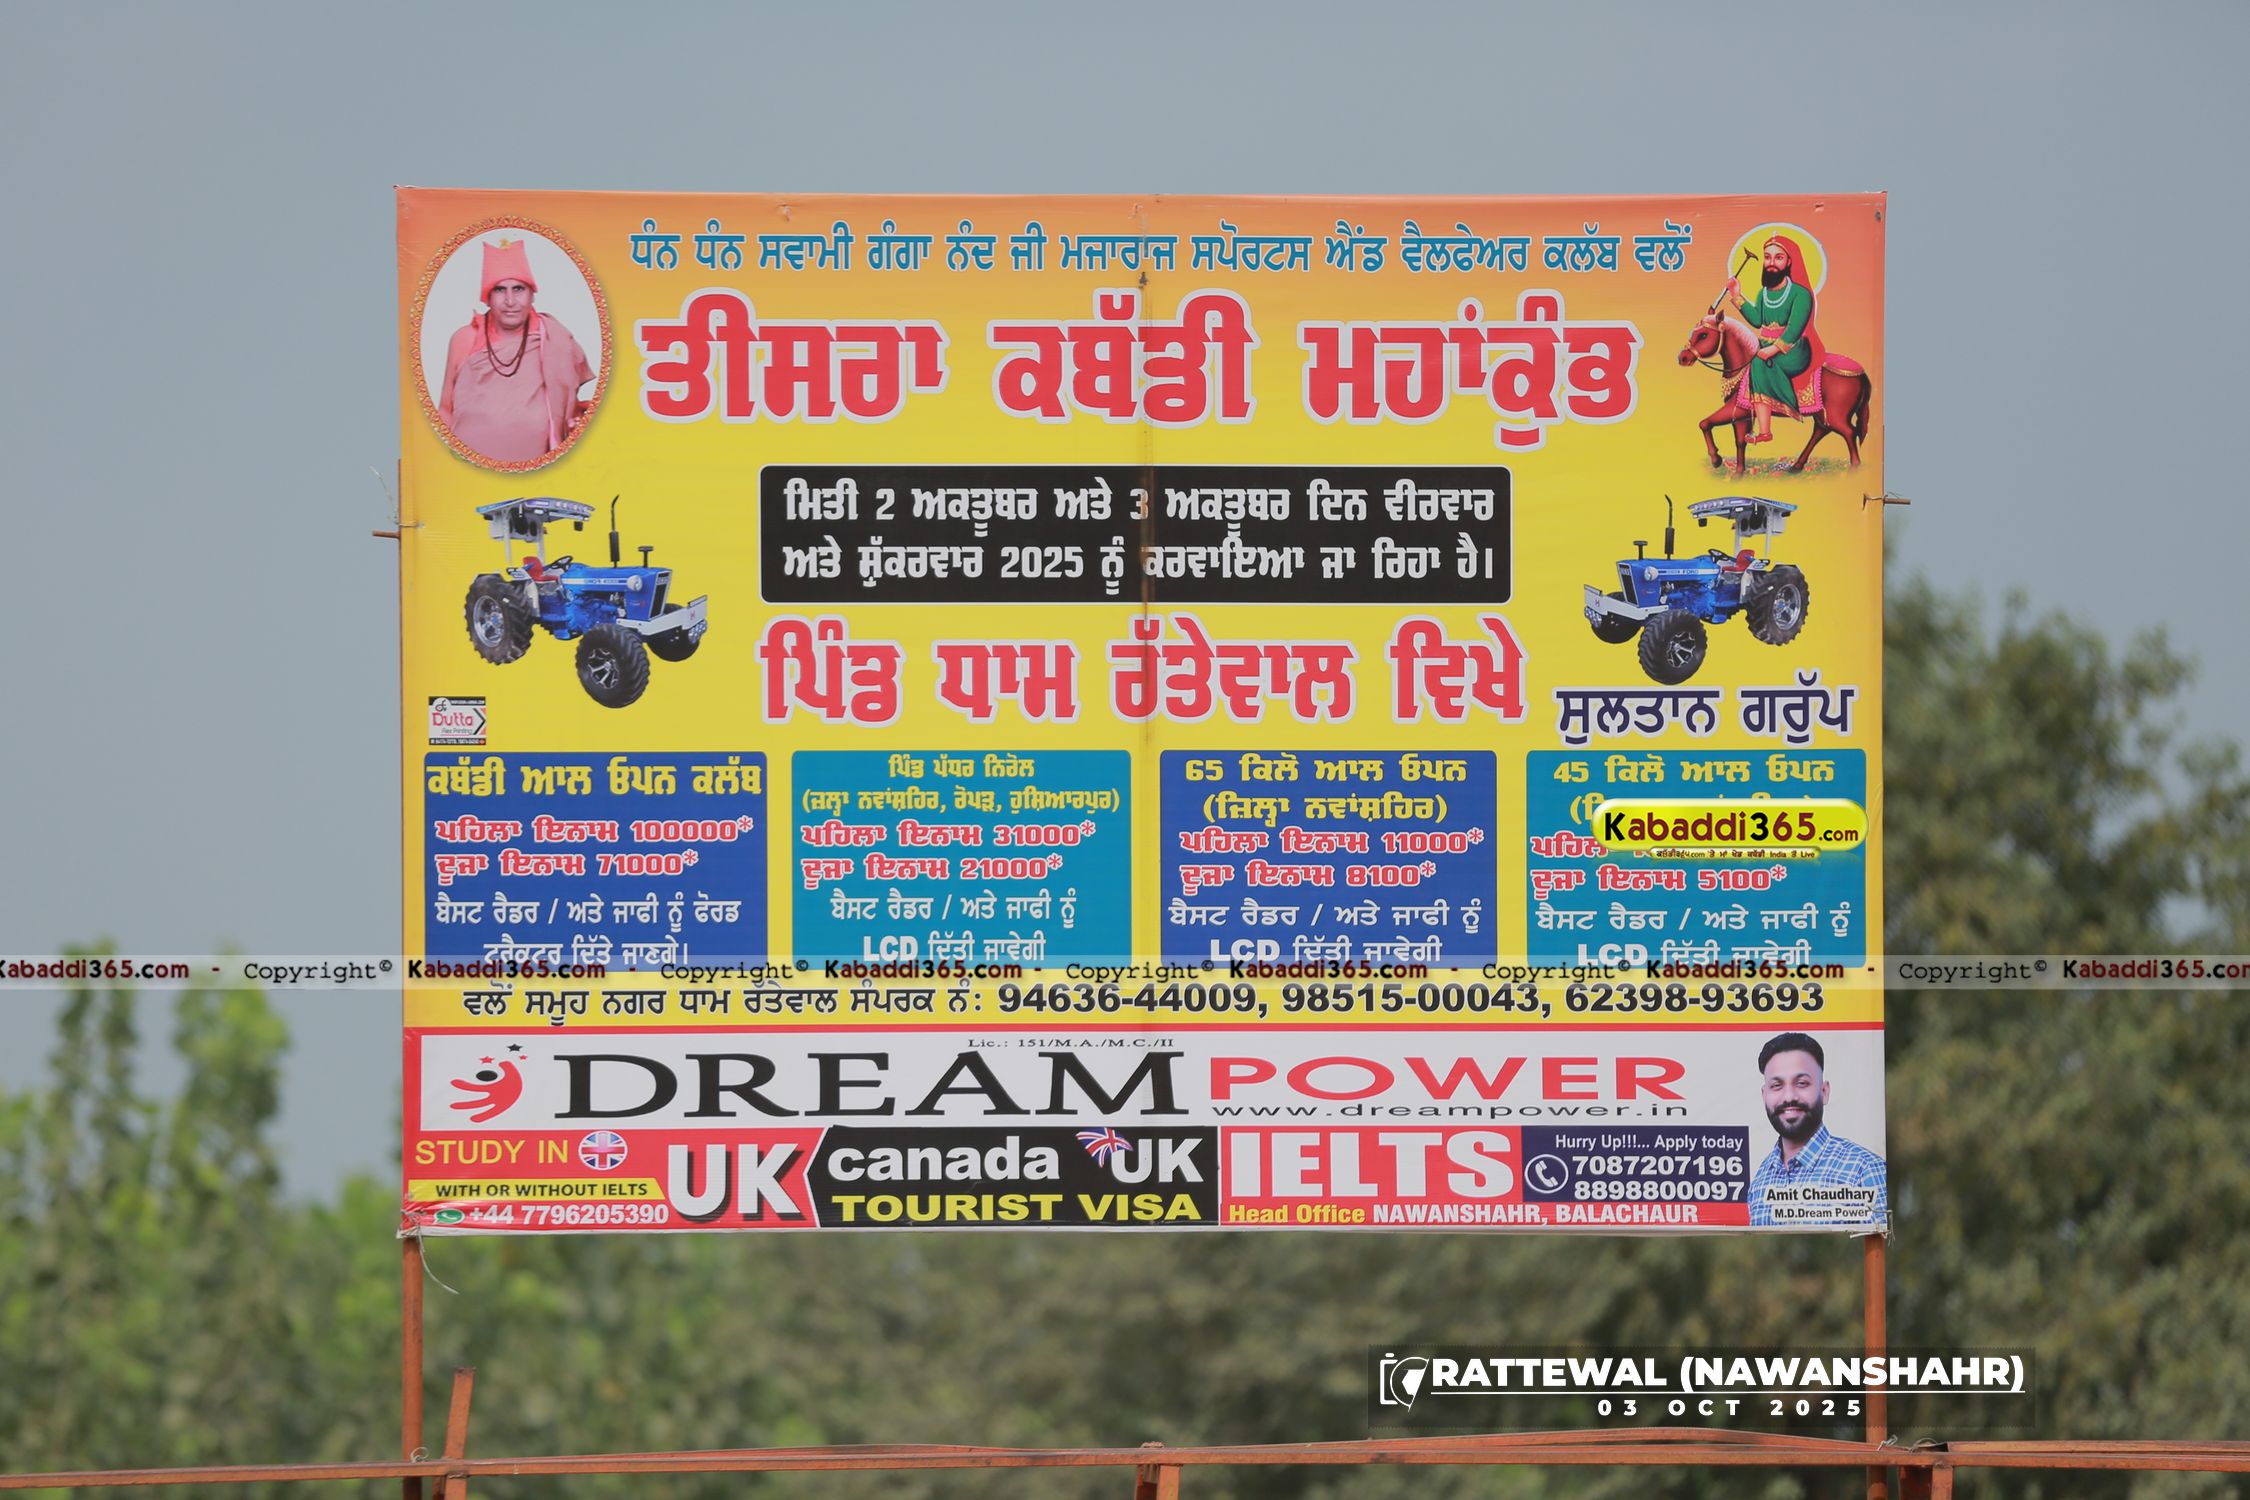 ਧੰਨ ਧੰਨ ਸਵਾਮੀ ਗੰਗਾ ਨੰਦ ਜੀ ਮਜਾਰਾਜ ਸਪੋਰਟਸ ਐਂਡ ਵੈਲਫੇਅਰ ਕਲੱਬ ਵਲੋਂ
ਤੀਸਰਾ ਕਬੱਡੀ ਮਹਾਂਕੁੰਭ
ਮਿਤੀ 2 ਅਕਤੂਬਰ ਅਤੇ 3 ਅਕਤੂਬਰ ਦਿਨ ਵੀਰਵਾਰ
ਅਤੇ ਸ਼ੁੱਕਰਵਾਰ 2025 ਨੂੰ ਕਰਵਾਇਆ ਜਾ ਰਿਹਾ ਹੈ।
ਪਿੰਡ ਧਾਮ ਰੱਤੇਵਾਲ ਵਿਖੇ
FORD
ਸੁਲਤਾਨ ਗਰੁੱਪ
Dutta
Flex Printing
ਕਬੱਡੀ ਆਲ ਓਪਨ ਕਲੱਬ
ਪਹਿਲਾ ਇਨਾਮ 100000*
ਦੂਜਾ ਇਨਾਮ 71000*
ਬੈਸਟ ਰੈਡਰ / ਅਤੇ ਜਾਫੀ ਨੂੰ ਫੋਰਡ
ਟਰੈਕਟਰ ਦਿੱਤੇ ਜਾਣਗੇ।
ਪਿੰਡ ਪੱਧਰ ਨਿਰੋਲ
(ਜ਼ਲ੍ਹਾ ਨਵਾਂਸ਼ਹਿਰ, ਰੋਪੜ, ਹੁਸ਼ਿਆਰਪੁਰ)
ਪਹਿਲਾ ਇਨਾਮ 31000*
ਦੂਜਾ ਇਨਾਮ 21000*
ਬੈਸਟ ਰੈਡਰ / ਅਤੇ ਜਾਫੀ ਨੂੰ
LCD ਦਿੱਤੀ ਜਾਵੇਗੀ
65 ਕਿਲੋ ਆਲ ਓਪਨ
(ਜ਼ਿਲ੍ਹਾ ਨਵਾਂਸ਼ਹਿਰ)
ਪਹਿਲਾ ਇਨਾਮ 11000*
ਦੂਜਾ ਇਨਾਮ 8100*
ਬੈਸਟ ਰੈਡਰ / ਅਤੇ ਜਾਫੀ ਨੂੰ
LCD ਦਿੱਤੀ ਜਾਵੇਗੀ
45 ਕਿਲੋ ਆਲ ਓਪਨ
Kabaddi365.com
ਦੂਜਾ ਇਨਾਮ 5100*
ਬੈਸਟ ਰੈਡਰ / ਅਤੇ ਜਾਫੀ ਨੂੰ
LCD ਦਿੱਤੀ ਜਾਵੇਗੀ
Kabaddi365.com - Copyright© Kabaddi365.com - Copyright© Kabaddi365.com - Copyright© Kabaddi365.com - Copyright© Kabaddi365.com - Copyright© Kabaddi365.com
ਵਲੋਂ ਸਮੂਹ ਨਗਰ ਧਾਮ ਰੱਤੇਵਾਲ ਸੰਪਰਕ ਨੰ: 94636-44009, 98515-00043, 62398-93693
Lic.: 151/M.A./M.C./II
DREAM POWER
www.dreampower.in
STUDY IN UK
WITH OR WITHOUT IELTS
+44 7796205390
canada UK
TOURIST VISA
IELTS
Hurry Up!!!... Apply today
7087207196
8898800097
Head Office NAWANSHAHR, BALACHAUR
Amit Chaudhary
M.D.Dream Power
RATTEWAL (NAWANSHAHR)
03 OCT 2025